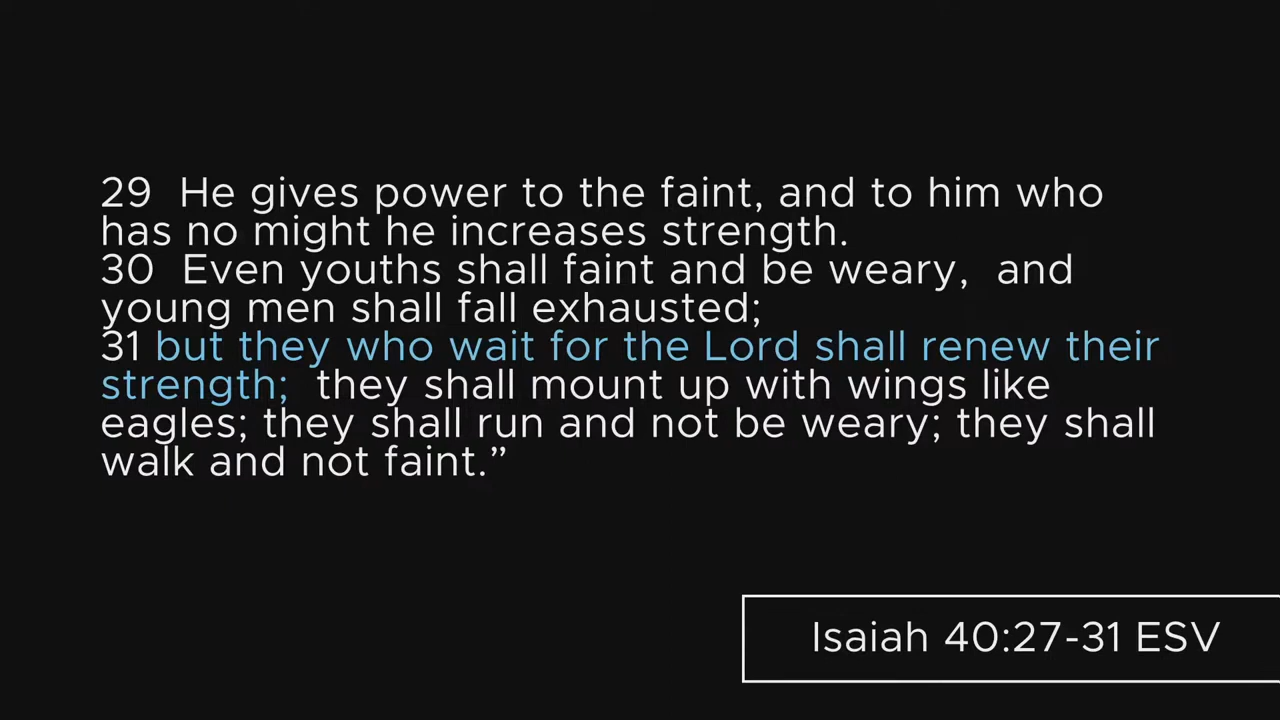 29  He gives power to the faint, and to him who
has no might he increases strength.
30  Even youths shall faint and be weary,  and
young men shall fall exhausted;
31 but they who wait for the Lord shall renew their
strength;  they shall mount up with wings like
eagles; they shall run and not be weary; they shall
walk and not faint.”
Isaiah 40:27-31 ESV